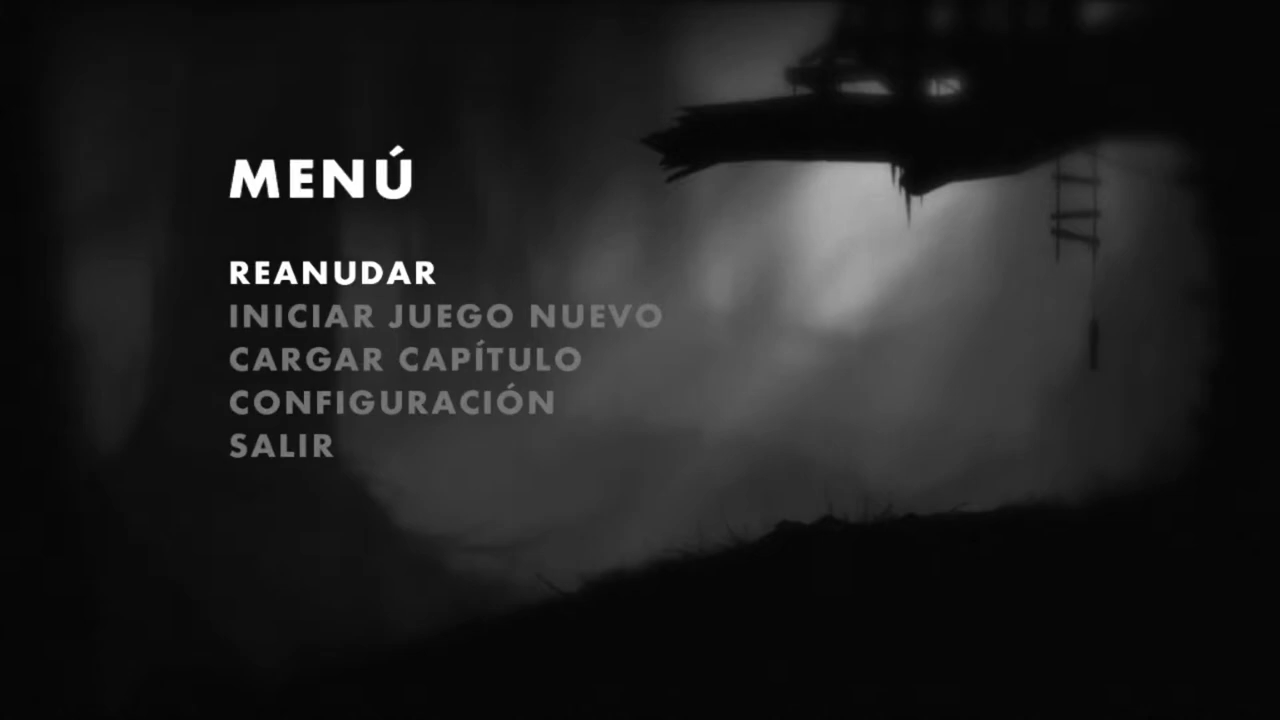 MENÚ
REANUDAR
INICIAR JUEGO NUEVO
CARGAR CAPÍTULO
CONFIGURACIÓN
SALIR